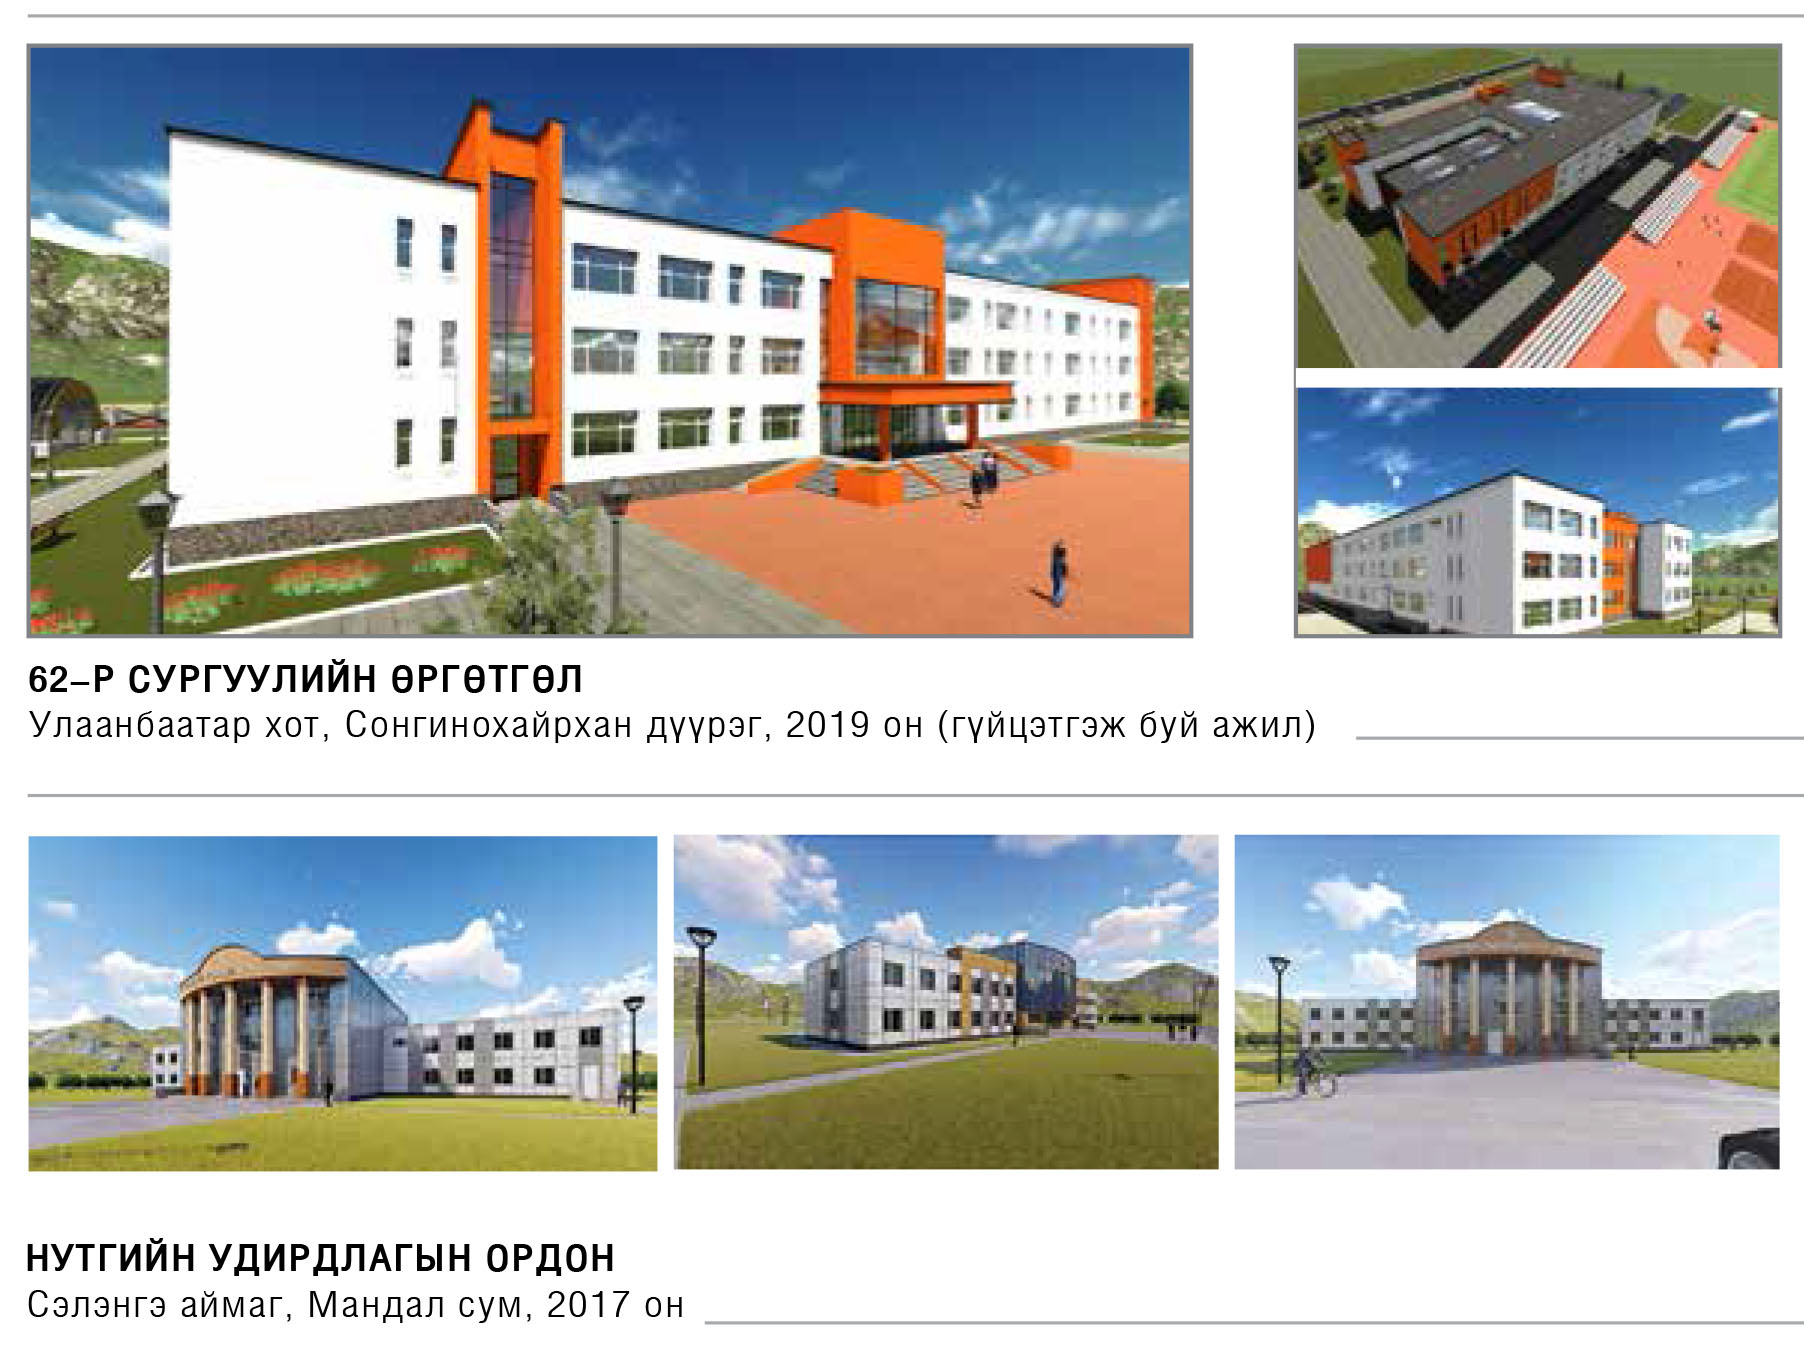 62-Р СУРГУУЛИЙН ӨРГӨТГӨЛ
Улаанбаатар хот, Сонгинохайрхан дүүрэг, 2019 он (гүйцэтгэж буй ажил)
НУТГИЙН УДИРДЛАГЫН ОРДОН
Сэлэнгэ аймаг, Мандал сум, 2017 он